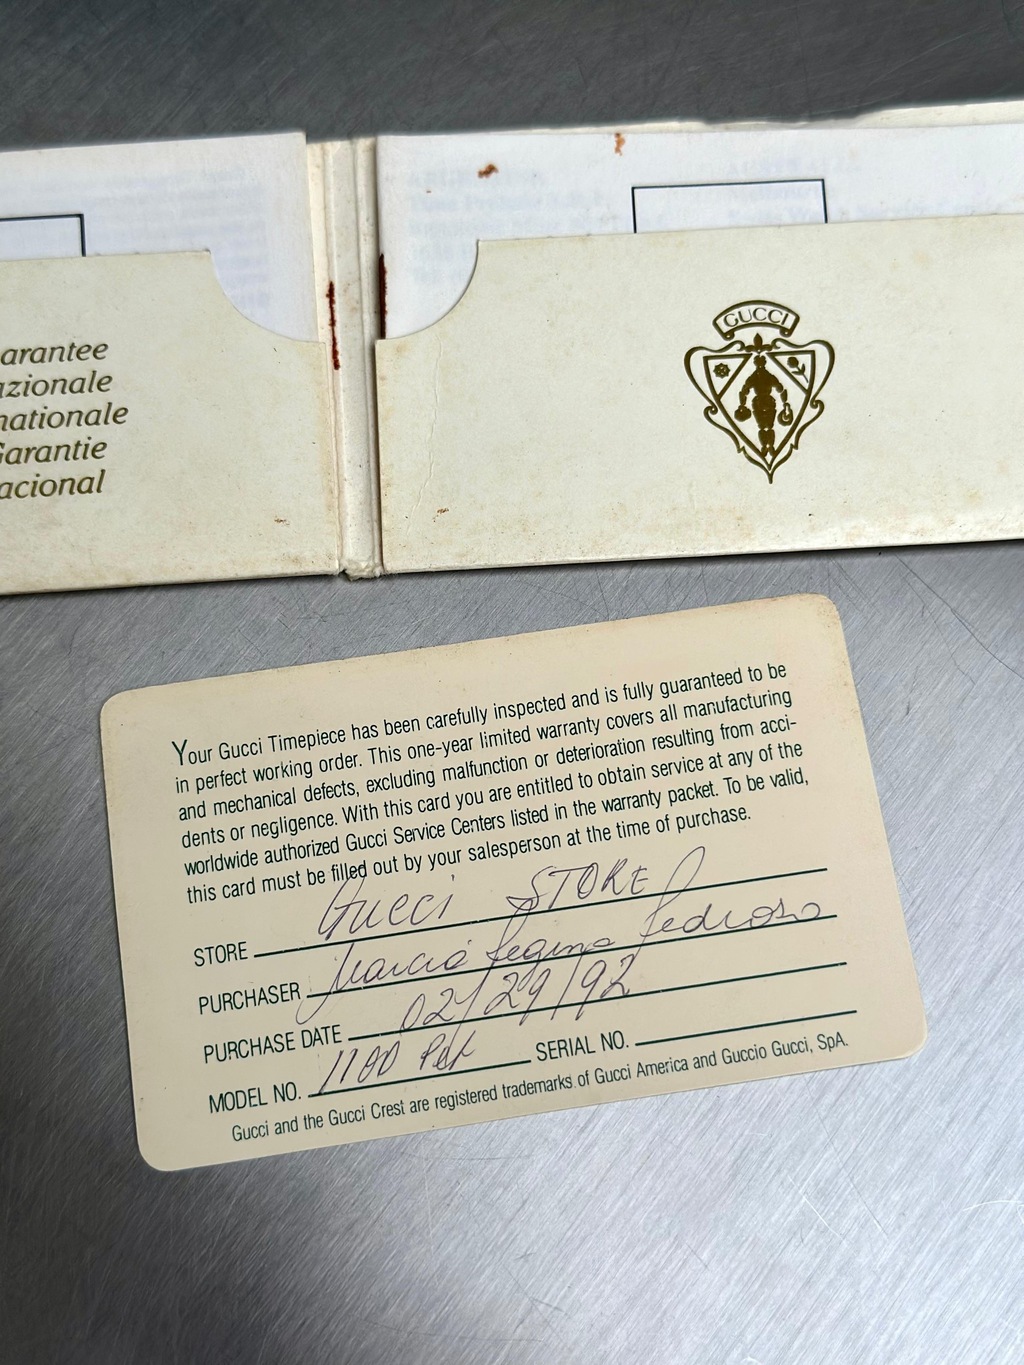 arantee
azionale
nationale
Garantie
acional
GUCCI
Your Gucci Timepiece has been carefully inspected and is fully guaranteed to be
in perfect working order. This one-year limited warranty covers all manufacturing
and mechanical defects, excluding malfunction or deterioration resulting from acci-
dents or negligence. With this card you are entitled to obtain service at any of the
worldwide authorized Gucci Service Centers listed in the warranty packet. To be valid,
this card must be filled out by your salesperson at the time of purchase.
STORE Gucci STORE
PURCHASER Marcia Regina Pedroso
PURCHASE DATE 02/29/92
MODEL NO. 1100 SERIAL NO.
Gucci and the Gucci Crest are registered trademarks of Gucci America and Guccio Gucci, SpA.